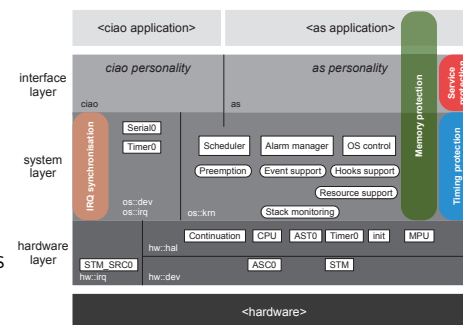 <ciao application>
<as application>
interface
layer
ciao personality
as personality
ciao
as
Memory protection
Service
protection
system
layer
IRQ synchronisation
Serial0
Timer0
os::dev
os::irq
Scheduler
Alarm manager
OS control
Preemption
Event support
Hooks support
Resource support
Stack monitoring
os::krn
Timing protection
hardware
layer
Continuation
CPU
AST0
Timer0
init
MPU
hw::hal
STM_SRC0
hw::irq
ASC0
STM
hw::dev
s
<hardware>